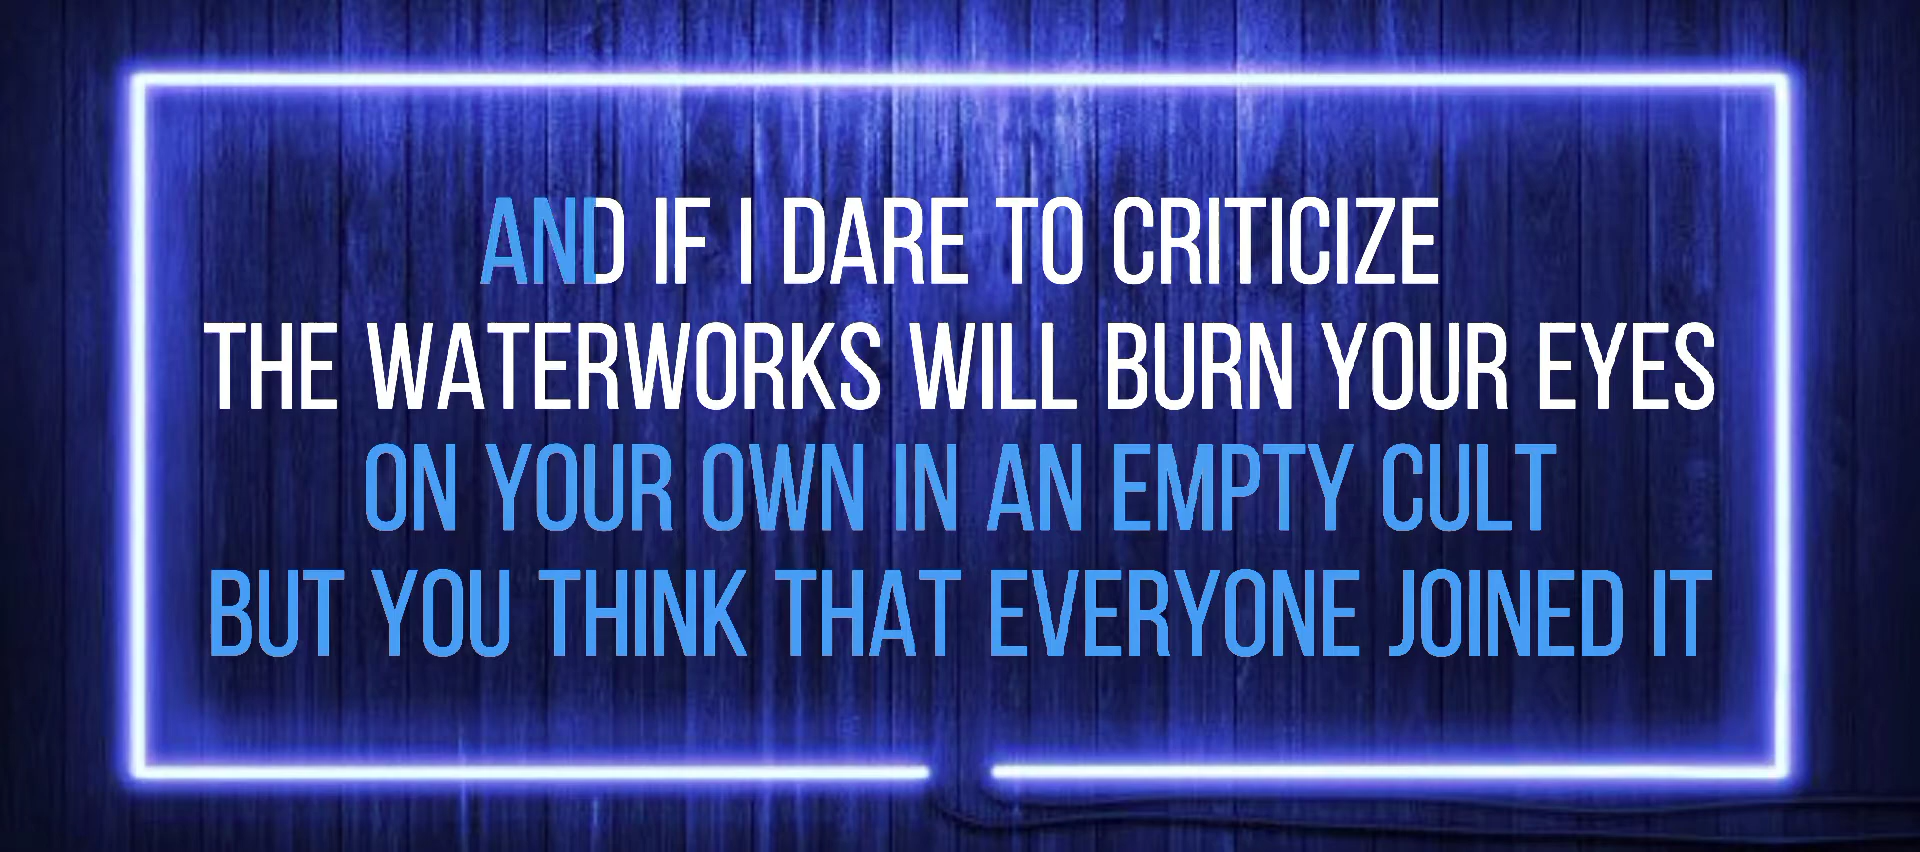 AND IF I DARE TO CRITICIZE
THE WATERWORKS WILL BURN YOUR EYES
ON YOUR OWN IN AN EMPTY CULT
BUT YOU THINK THAT EVERYONE JOINED IT